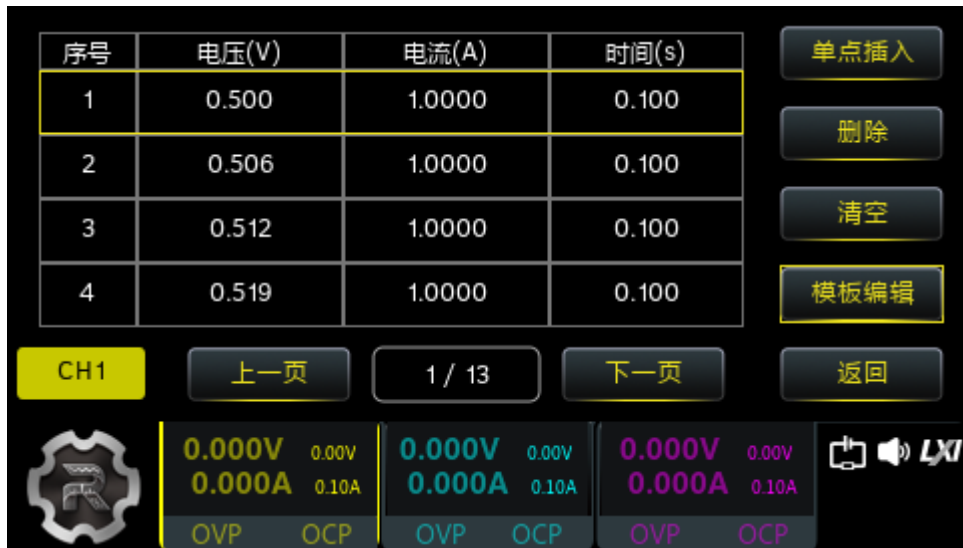 序号 电压(V) 电流(A) 时间(s) 单点插入
1 0.500 1.0000 0.100
删除
2 0.506 1.0000 0.100
3 0.512 1.0000 0.100 清空
4 0.519 1.0000 0.100 模板编辑
CH1 上一页 1 / 13 下一页 返回
0.000V 0.00V 0.000V 0.00V 0.000V 0.00V LXI
0.000A 0.10A 0.000A 0.10A 0.000A 0.10A
OVP OCP OVP OCP OVP OCP